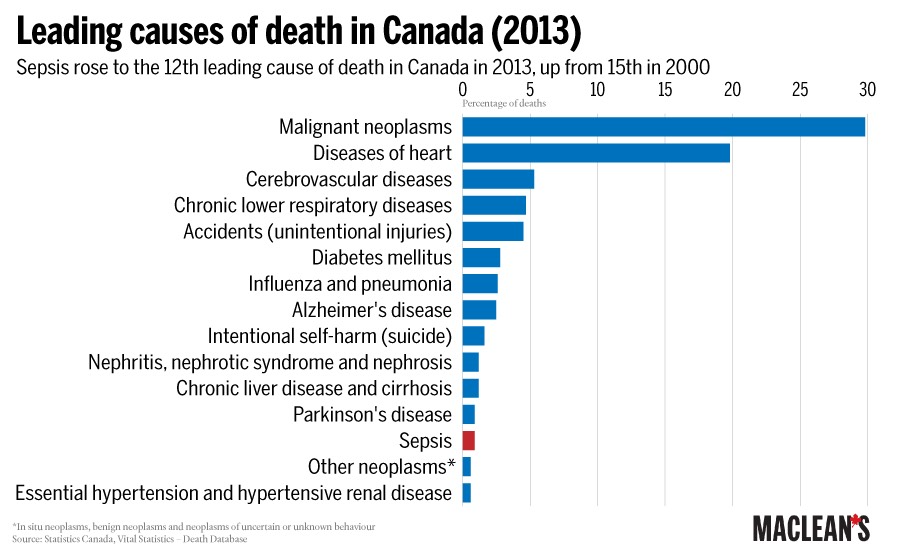 Leading causes of death in Canada (2013)
Sepsis rose to the 12th leading cause of death in Canada in 2013, up from 15th in 2000
0 5 10 15 20 25 30
Percentage of deaths
Malignant neoplasms
Diseases of heart
Cerebrovascular diseases
Chronic lower respiratory diseases
Accidents (unintentional injuries)
Diabetes mellitus
Influenza and pneumonia
Alzheimer's disease
Intentional self-harm (suicide)
Nephritis, nephrotic syndrome and nephrosis
Chronic liver disease and cirrhosis
Parkinson's disease
Sepsis
Other neoplasms*
Essential hypertension and hypertensive renal disease
*In situ neoplasms, benign neoplasms and neoplasms of uncertain or unknown behaviour
Source: Statistics Canada, Vital Statistics – Death Database
MACLEAN'S